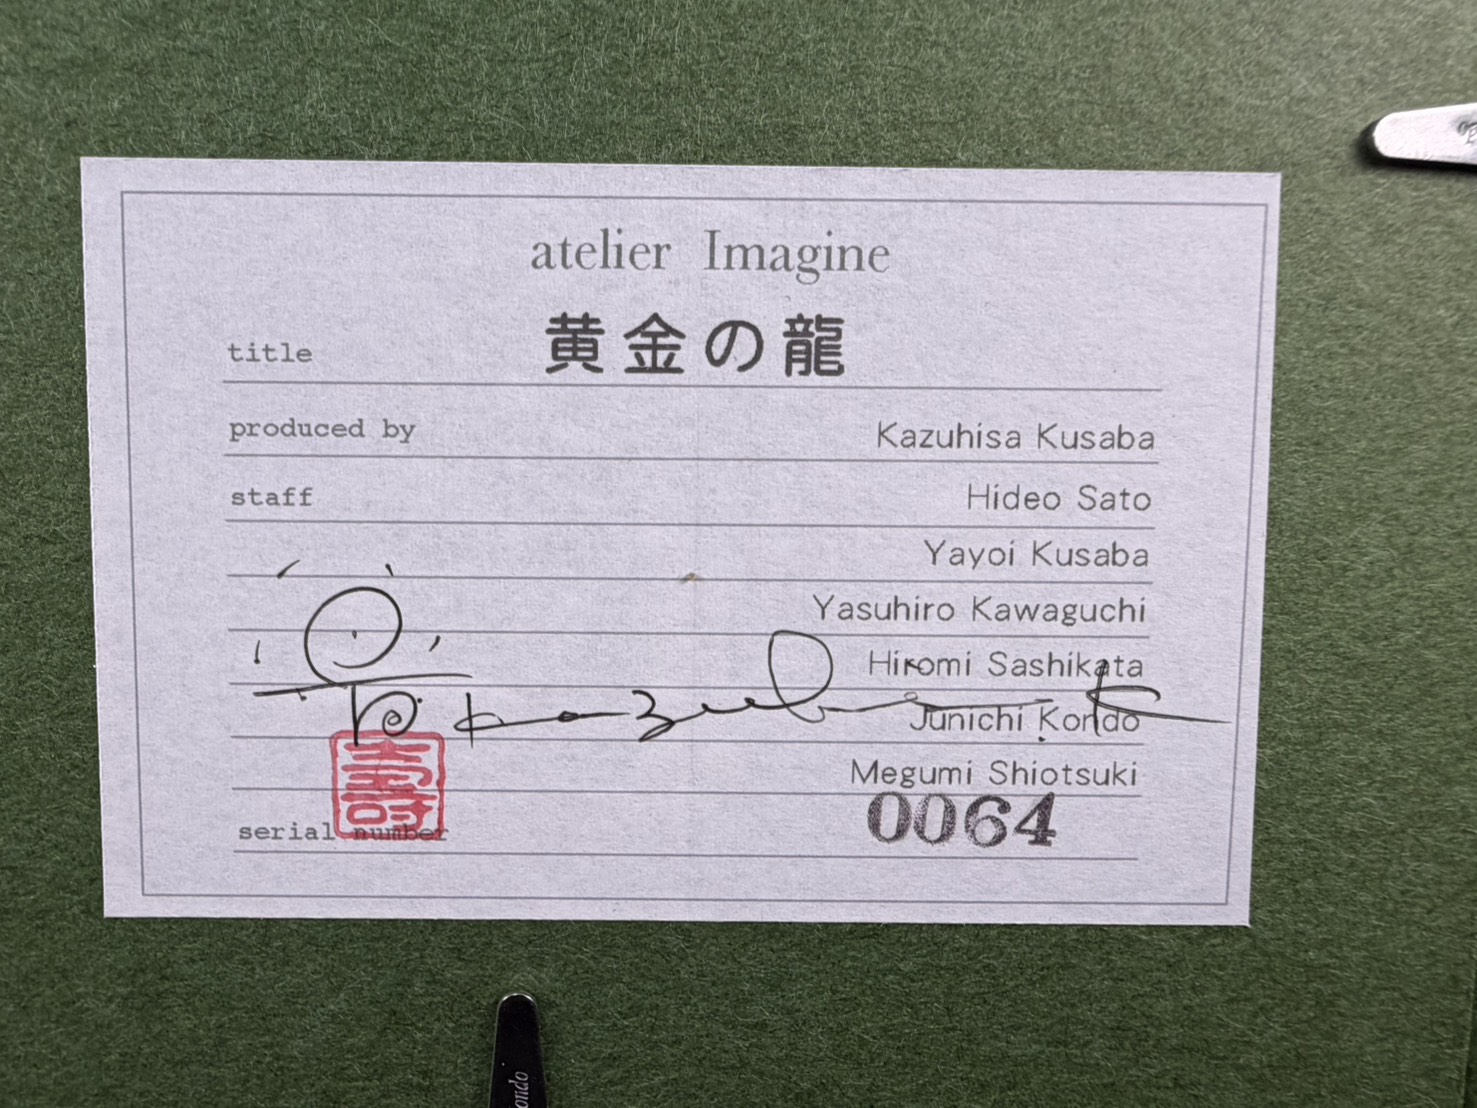 atelier Imagine
title 黄金の龍
produced by Kazuhisa Kusaba
staff Hideo Sato
Yayoi Kusaba
Yasuhiro Kawaguchi
Hiromi Sashikata
Junichi Kondo
Megumi Shiotsuki
serial number 0064
ondo